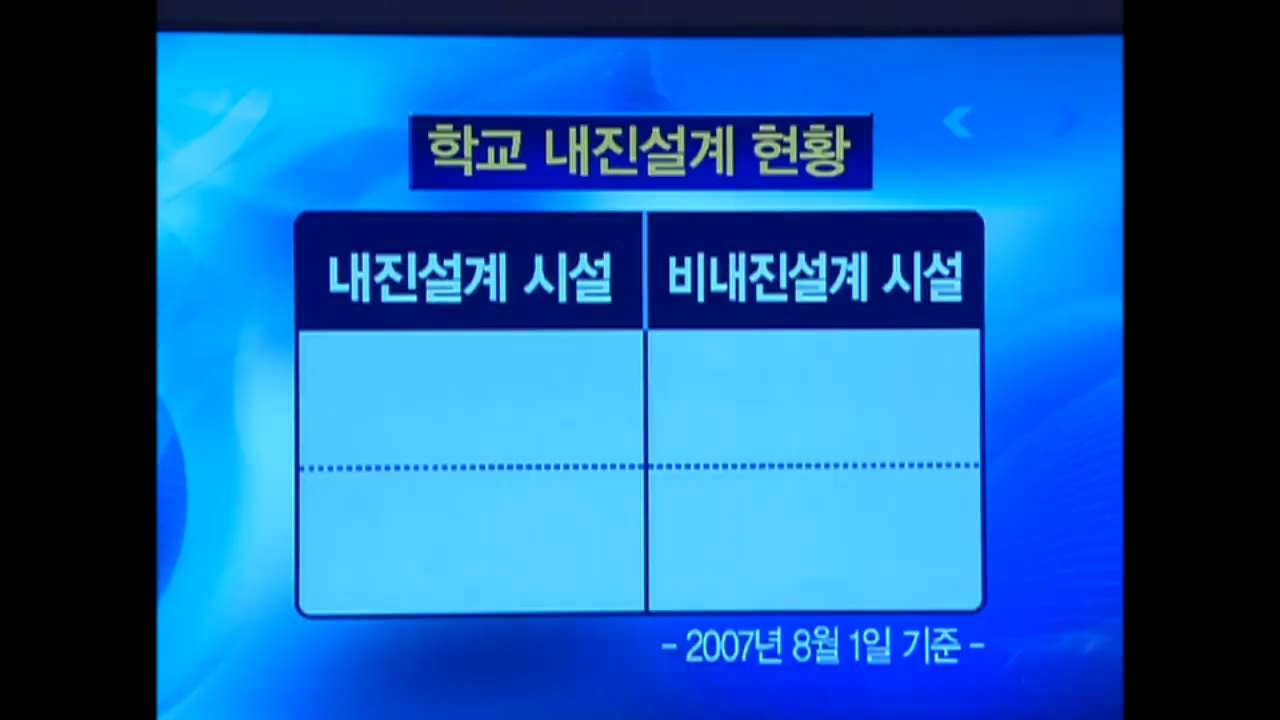 학교 내진설계 현황
내진설계 시설
비내진설계 시설
- 2007년 8월 1일 기준 -